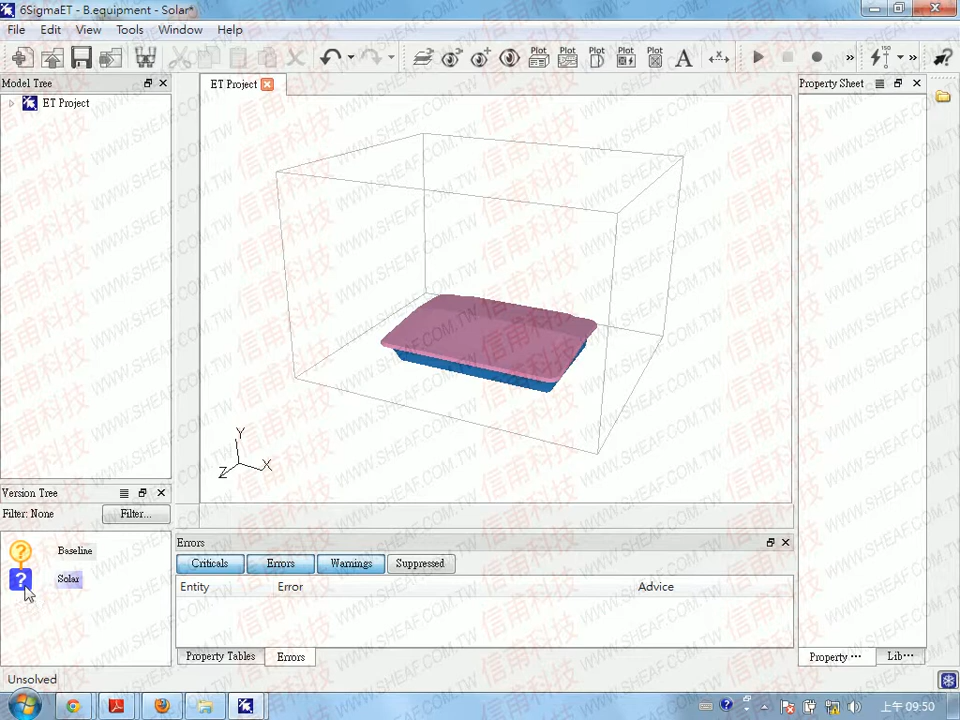 6SigmaET - B.equipment - Solar*
File Edit View Tools Window Help
Plot Plot Plot Plot Plot 150
Model Tree
ET Project
ET Project
Property Sheet
Y
X
Z
Version Tree
Filter: None Filter...
Baseline
Solar
Errors
Criticals Errors Warnings Suppressed
Entity Error Advice
Property Tables Errors
Property ··· Lib···
Unsolved
上午 09:50
信甫科技 WWW.SHEAF.COM.TW